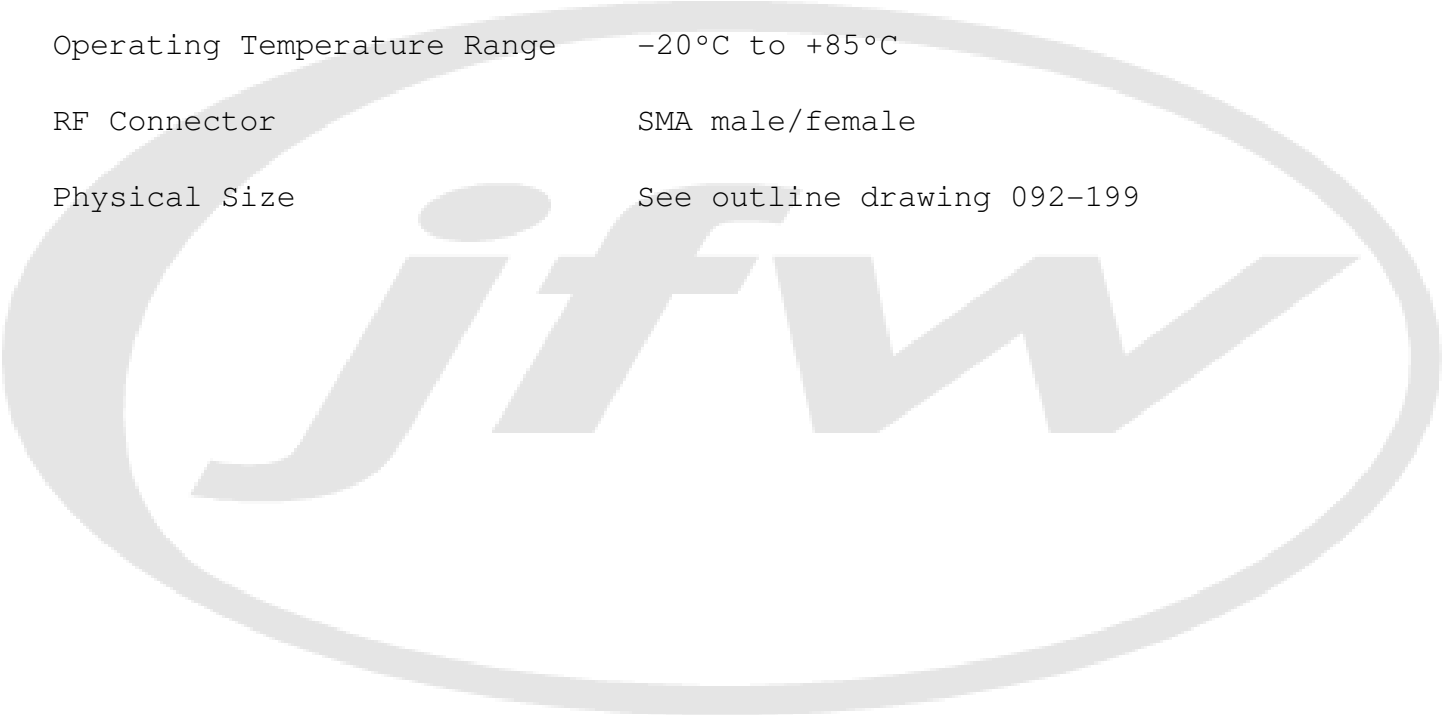 Operating Temperature Range -20°C to +85°C
RF Connector SMA male/female
Physical Size See outline drawing 092-199
jfw